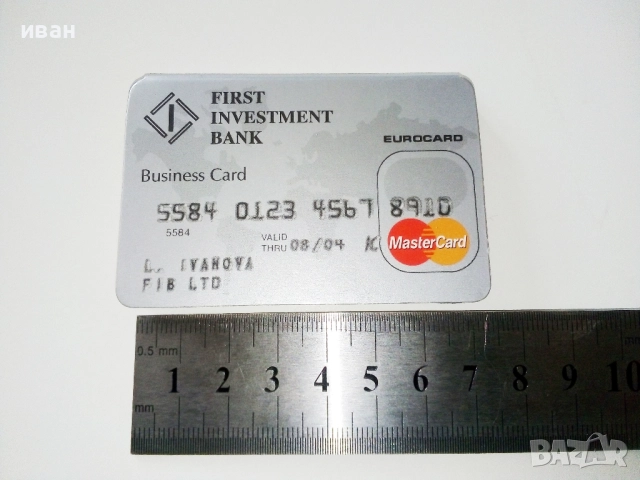 иван
FIRST
INVESTMENT
BANK
EUROCARD
Business Card
5584 0123 4567 8910
5584
VALID
THRU 08/04 K
MasterCard
IVANOVA
FIB LTD
0.5 mm
1 2 3 4 5 6 7 8 9 10
mm
BAZAR